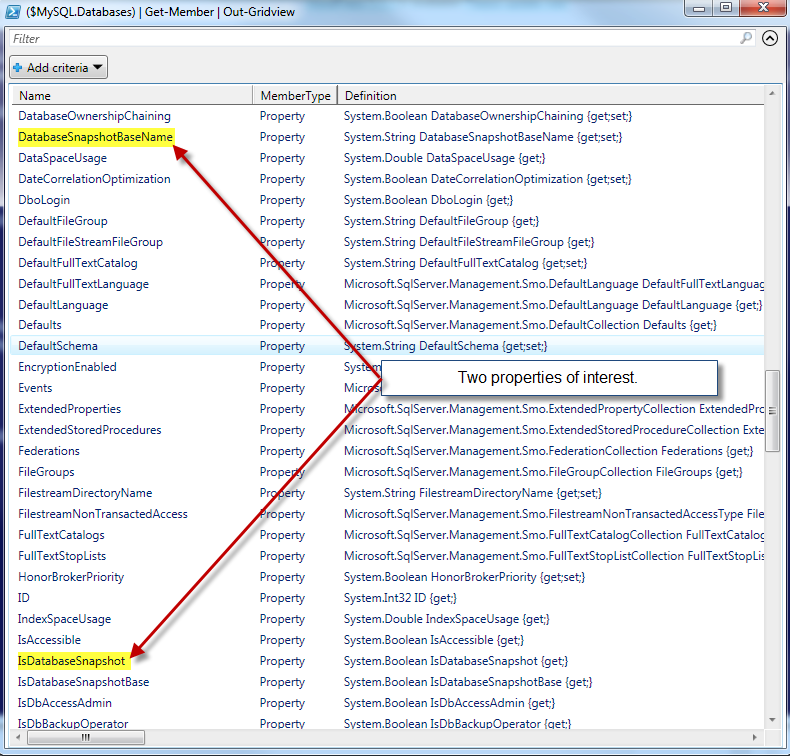 ($MySQL.Databases) | Get-Member | Out-Gridview
Filter
Add criteria
Name MemberType Definition
DatabaseOwnershipChaining Property System.Boolean DatabaseOwnershipChaining {get;set;}
DatabaseSnapshotBaseName Property System.String DatabaseSnapshotBaseName {get;set;}
DataSpaceUsage Property System.Double DataSpaceUsage {get;}
DateCorrelationOptimization Property System.Boolean DateCorrelationOptimization {get;set;}
DboLogin Property System.Boolean DboLogin {get;}
DefaultFileGroup Property System.String DefaultFileGroup {get;}
DefaultFileStreamFileGroup Property System.String DefaultFileStreamFileGroup {get;}
DefaultFullTextCatalog Property System.String DefaultFullTextCatalog {get;set;}
DefaultFullTextLanguage Property Microsoft.SqlServer.Management.Smo.DefaultLanguage DefaultFullTextLanguag
DefaultLanguage Property Microsoft.SqlServer.Management.Smo.DefaultLanguage DefaultLanguage {get;}
Defaults Property Microsoft.SqlServer.Management.Smo.DefaultCollection Defaults {get;}
DefaultSchema Property System.String DefaultSchema {get;set;}
EncryptionEnabled Property System
Two properties of interest.
Events Property Micros
ExtendedProperties Property Microsoft.SqlServer.Management.Smo.ExtendedPropertyCollection ExtendedPro
ExtendedStoredProcedures Property Microsoft.SqlServer.Management.Smo.ExtendedStoredProcedureCollection Exte
Federations Property Microsoft.SqlServer.Management.Smo.FederationCollection Federations {get;}
FileGroups Property Microsoft.SqlServer.Management.Smo.FileGroupCollection FileGroups {get;}
FilestreamDirectoryName Property System.String FilestreamDirectoryName {get;set;}
FilestreamNonTransactedAccess Property Microsoft.SqlServer.Management.Smo.FilestreamNonTransactedAccessType File
FullTextCatalogs Property Microsoft.SqlServer.Management.Smo.FullTextCatalogCollection FullTextCatalog
FullTextStopLists Property Microsoft.SqlServer.Management.Smo.FullTextStopListCollection FullTextStopLis
HonorBrokerPriority Property System.Boolean HonorBrokerPriority {get;set;}
ID Property System.Int32 ID {get;}
IndexSpaceUsage Property System.Double IndexSpaceUsage {get;}
IsAccessible Property System.Boolean IsAccessible {get;}
IsDatabaseSnapshot Property System.Boolean IsDatabaseSnapshot {get;}
IsDatabaseSnapshotBase Property System.Boolean IsDatabaseSnapshotBase {get;}
IsDbAccessAdmin Property System.Boolean IsDbAccessAdmin {get;}
IsDbBackupOperator Property System.Boolean IsDbBackupOperator {get;}